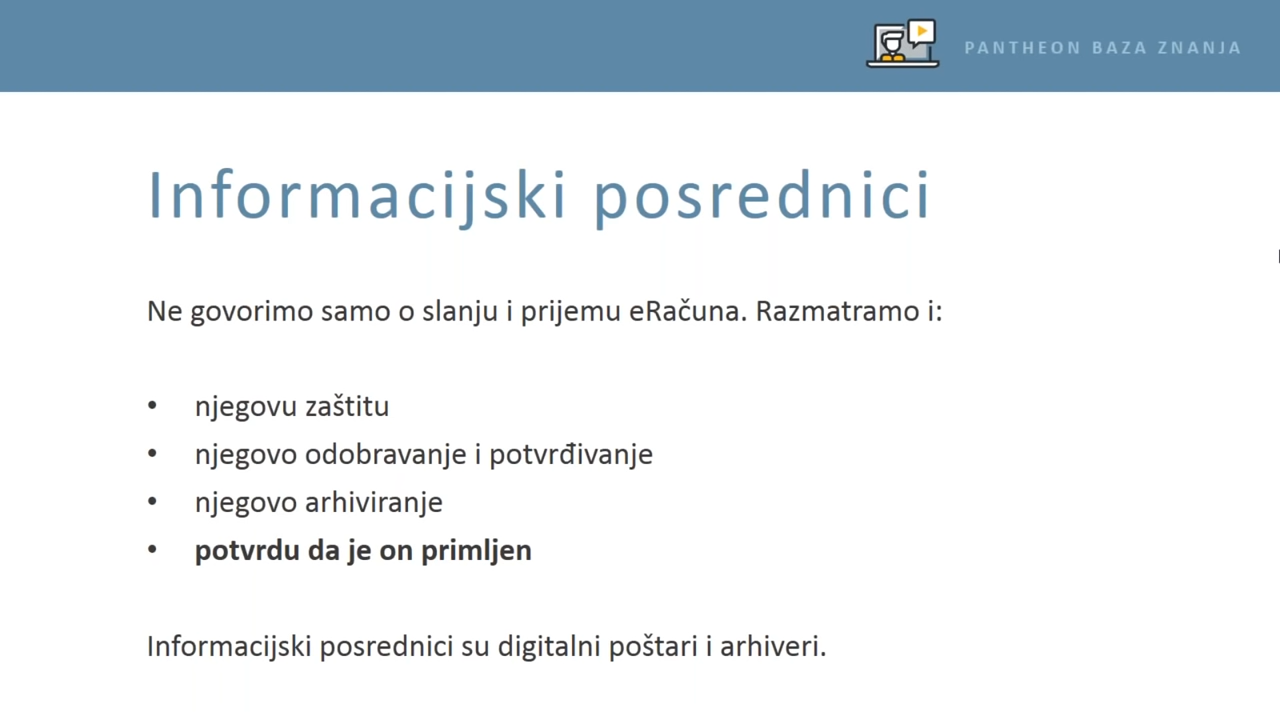 PANTHEON BAZA ZNANJA
Informacijski posrednici
Ne govorimo samo o slanju i prijemu eRačuna. Razmatramo i:
• njegovu zaštitu
• njegovo odobravanje i potvrđivanje
• njegovo arhiviranje
• potvrdu da je on primljen
Informacijski posrednici su digitalni poštari i arhiveri.